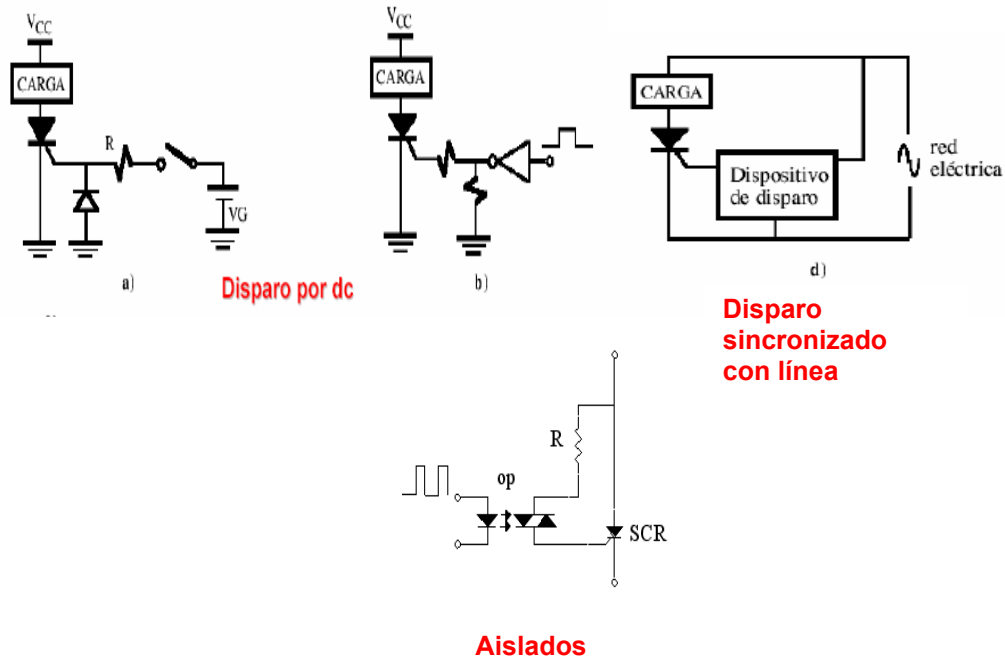 VCC
CARGA
R
VG
a)
Disparo por dc
VCC
CARGA
b)
CARGA
Dispositivo
de disparo
red
eléctrica
d)
Disparo
sincronizado
con línea
R
op
SCR
Aislados